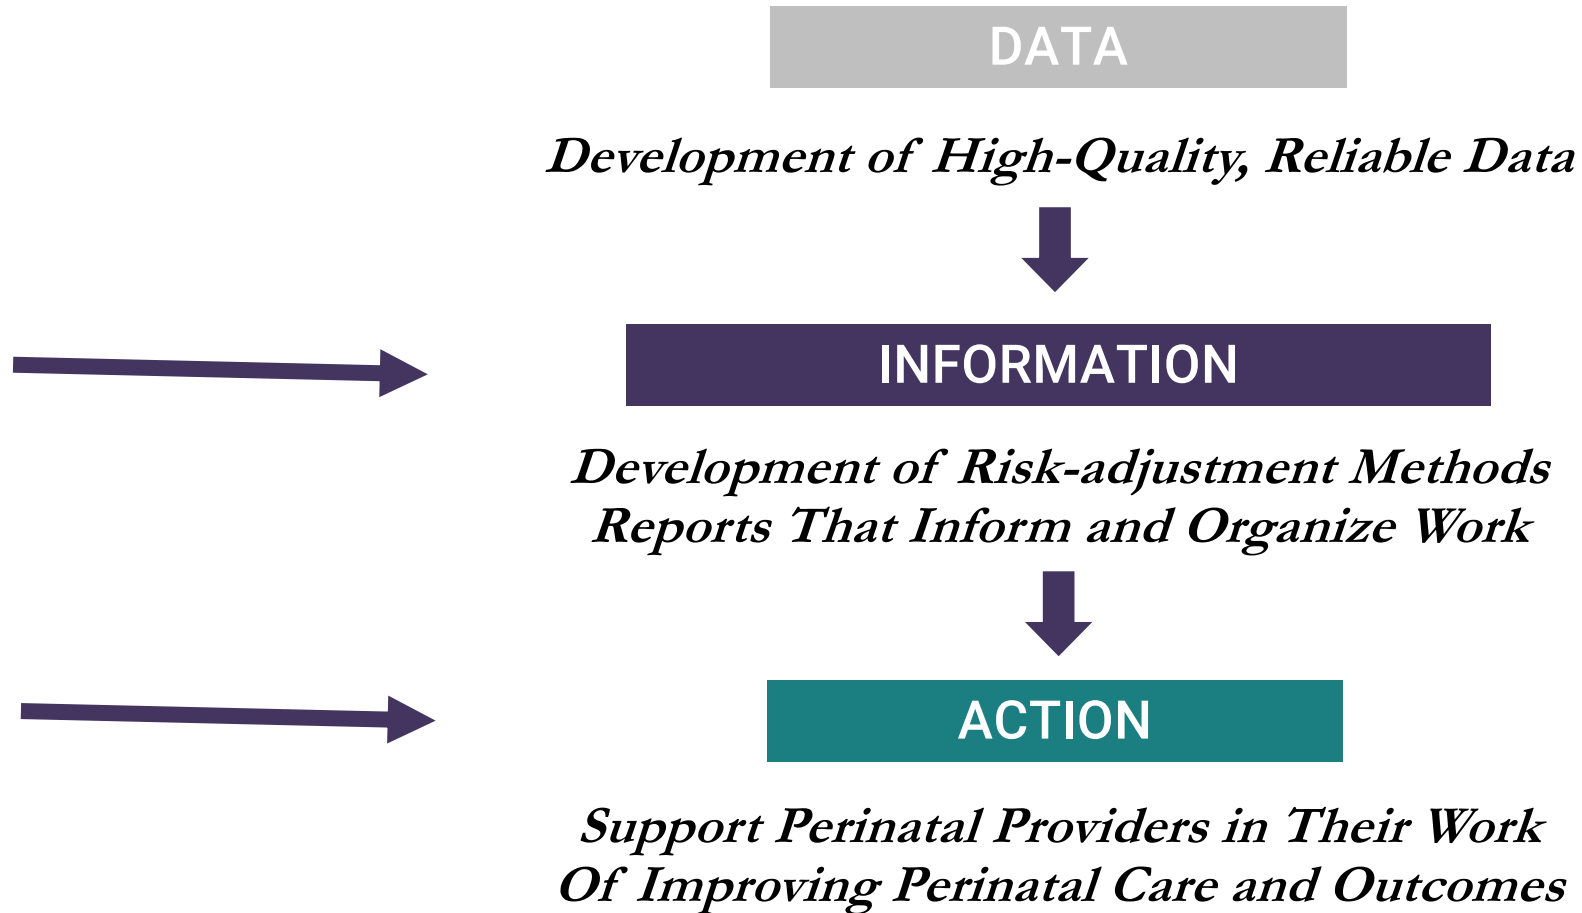 DATA
Development of High-Quality, Reliable Data
INFORMATION
Development of Risk-adjustment Methods
Reports That Inform and Organize Work
ACTION
Support Perinatal Providers in Their Work
Of Improving Perinatal Care and Outcomes